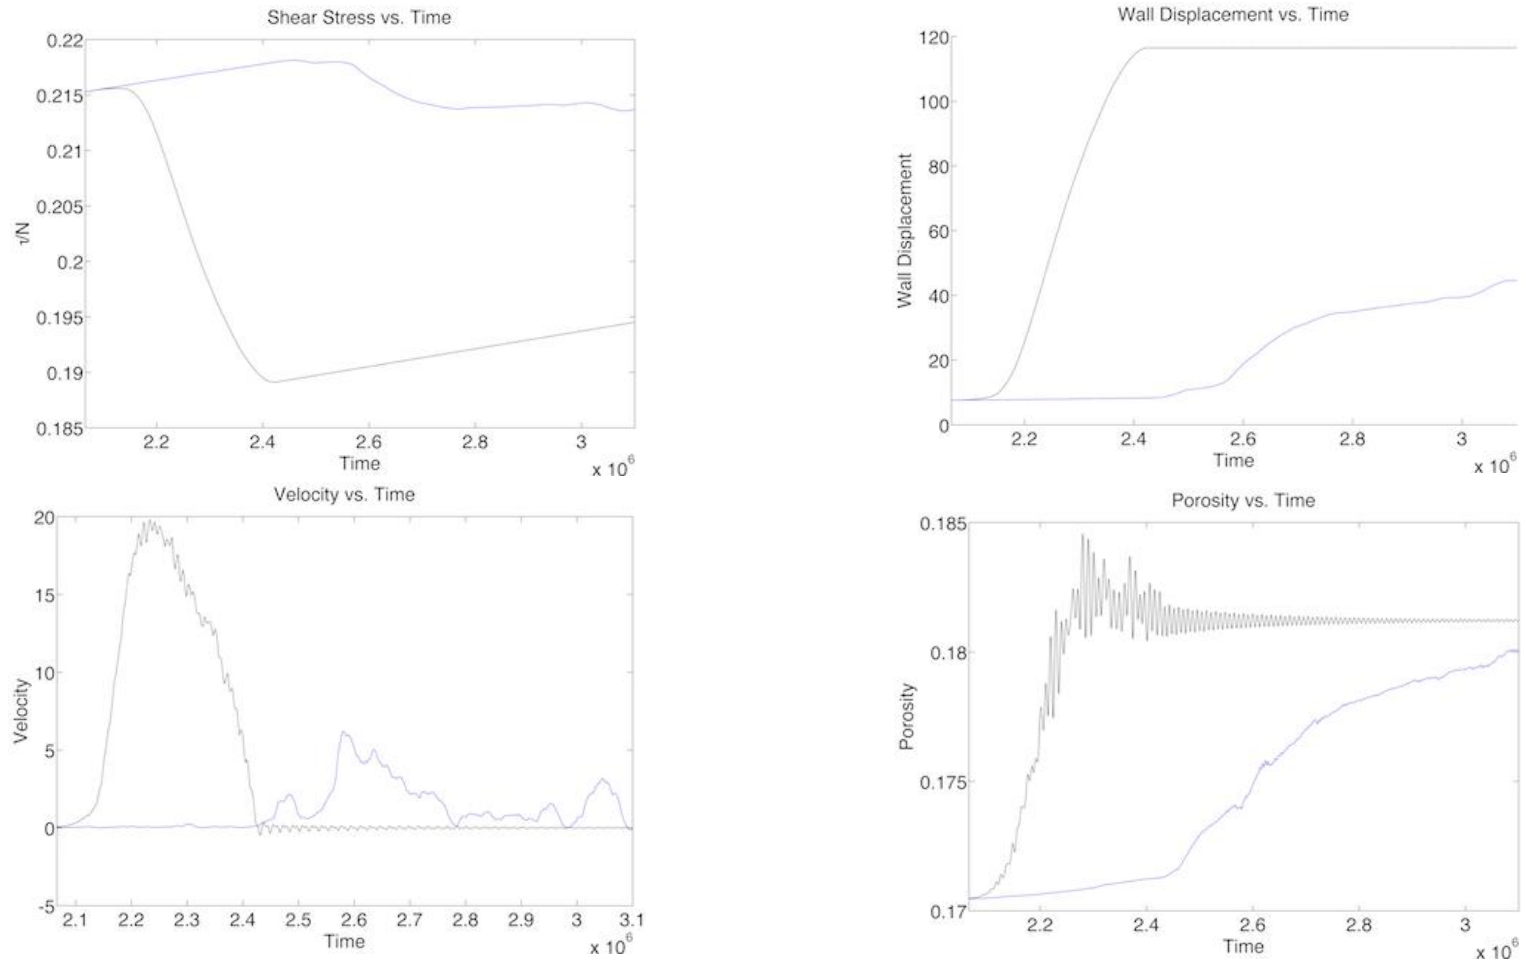 Shear Stress vs. Time
0.22
0.215
0.21
0.205
0.2
0.195
0.19
0.185
τ/N
2.2 2.4 2.6 2.8 3
Time
x 10^6
Wall Displacement vs. Time
120
100
80
60
40
20
0
Wall Displacement
2.2 2.4 2.6 2.8 3
Time
x 10^6
Velocity vs. Time
20
15
10
5
0
-5
Velocity
2.1 2.2 2.3 2.4 2.5 2.6 2.7 2.8 2.9 3 3.1
Time
x 10^6
Porosity vs. Time
0.185
0.18
0.175
0.17
Porosity
2.2 2.4 2.6 2.8 3
Time
x 10^6